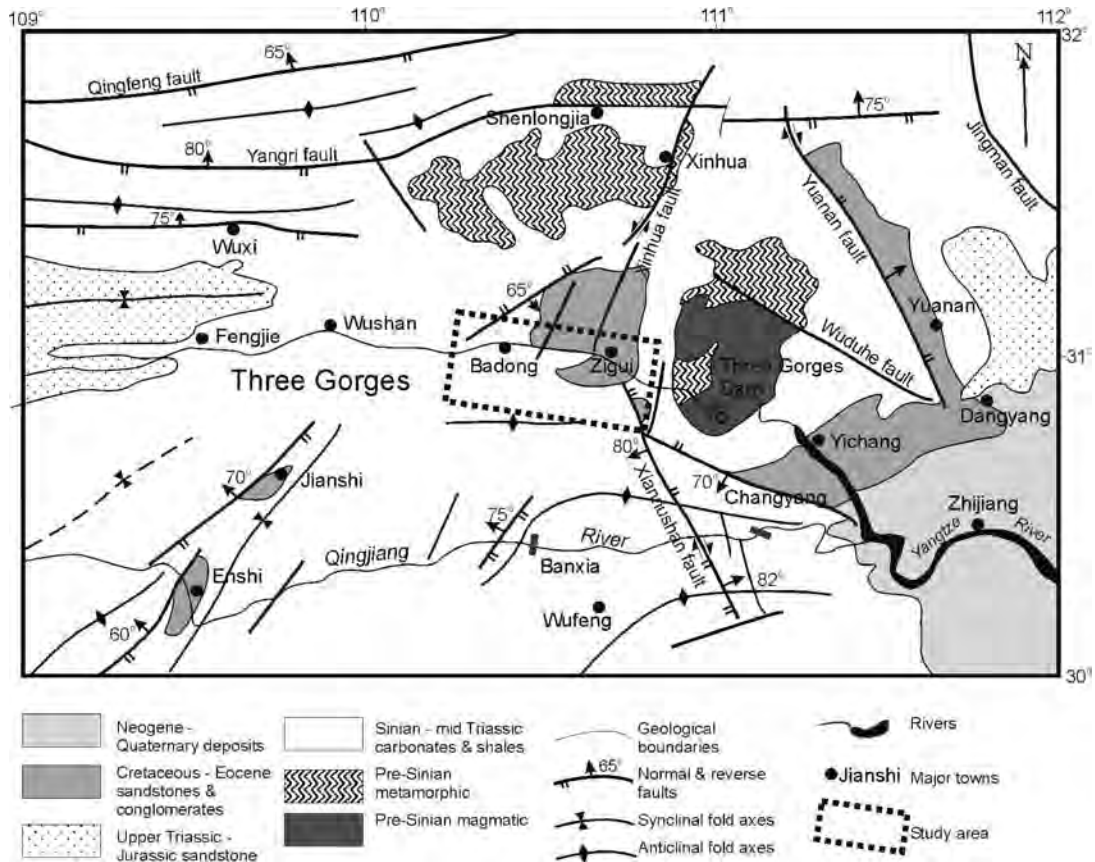 109°
110°
111°
112°
32°
N
65°
Qingfeng fault
75°
Shenlongjia
Jingman fault
80°
Yangri fault
Xinhua
75°
Wuxi
Xinhua fault
Yuanan fault
65°
Yuanan
Fengjie
Wushan
Badong
Zigui
Three Gorges
Dam
Wuduhe fault
31°
Three Gorges
Dangyang
Yichang
80°
70°
Jianshi
70°
Changyang
Zhijiang
75°
Xiannushan fault
Qingjiang
River
Yangtze
River
Banxia
Enshi
82°
60°
Wufeng
30°
Neogene -
Quaternary deposits
Cretaceous - Eocene
sandstones &
conglomerates
Upper Triassic -
Jurassic sandstone
Sinian - mid Triassic
carbonates & shales
Pre-Sinian
metamorphic
Pre-Sinian magmatic
Geological
boundaries
65°
Normal & reverse
faults
Synclinal fold axes
Anticlinal fold axes
Rivers
Jianshi Major towns
Study area